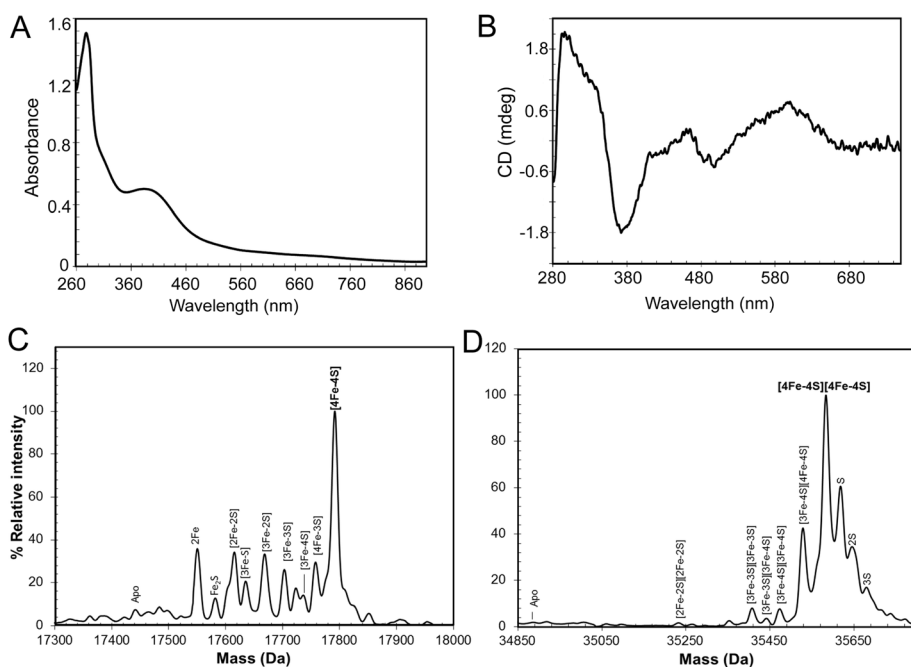 A
Absorbance
1.6
1.2
0.8
0.4
0
260 360 460 560 660 760 860
Wavelength (nm)
B
CD (mdeg)
1.8
0.6
-0.6
-1.8
280 380 480 580 680
Wavelength (nm)
C
% Relative intensity
120
100
80
60
40
20
0
Apo
2Fe
Fe₂S
[2Fe-2S]
[3Fe-S]
[3Fe-2S]
[3Fe-3S]
[3Fe-4S]
[4Fe-3S]
[4Fe-4S]
17300 17400 17500 17600 17700 17800 17900 18000
Mass (Da)
D
120
100
80
60
40
20
0
Apo
[2Fe-2S][2Fe-2S]
[3Fe-3S][3Fe-3S]
[3Fe-3S][3Fe-4S]
[3Fe-4S][3Fe-4S]
[3Fe-4S][4Fe-4S]
[4Fe-4S][4Fe-4S]
S
2S
3S
34850 35050 35250 35450 35650
Mass (Da)